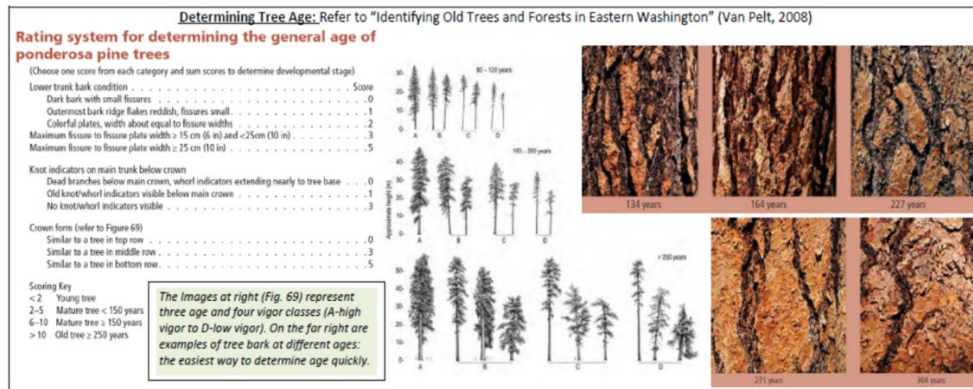 Determining Tree Age: Refer to “Identifying Old Trees and Forests in Eastern Washington” (Van Pelt, 2008)
Rating system for determining the general age of
ponderosa pine trees
(Choose one score from each category and sum scores to determine developmental stage)
Lower trunk bark condition . . . . . . . . . . Score
Dark bark with small fissures . . . . . . . . . . .0
Outermost bark ridge flakes reddish, fissures small. . . . . . . . . . .1
Colorful plates, width about equal to fissure widths . . . . . . . . . . .2
Maximum fissure to fissure plate width ≥ 15 cm (6 in) and <25cm (10 in) . . . . . . . . . . .3
Maximum fissure to fissure plate width ≥ 25 cm (10 in) . . . . . . . . . . .5
Knot indicators on main trunk below crown
Dead branches below main crown, whorl indicators extending nearly to tree base . . .0
Old knot/whorl indicators visible below main crown . . . . . . . . . . .1
No knot/whorl indicators visible . . . . . . . . . . .3
Crown form (refer to Figure 69)
Similar to a tree in top row . . . . . . . . . . .0
Similar to a tree in middle row . . . . . . . . . . .3
Similar to a tree in bottom row . . . . . . . . . . .5
Scoring Key
< 2 Young tree
2–5 Mature tree < 150 years
6–10 Mature tree ≥ 150 years
> 10 Old tree ≥ 250 years
The Images at right (Fig. 69) represent
three age and four vigor classes (A-high
vigor to D-low vigor). On the far right are
examples of tree bark at different ages:
the easiest way to determine age quickly.
A B C D
A B C D
Approximate height (m)
> 250 years
A B C D
134 years
164 years
227 years
271 years
304 years